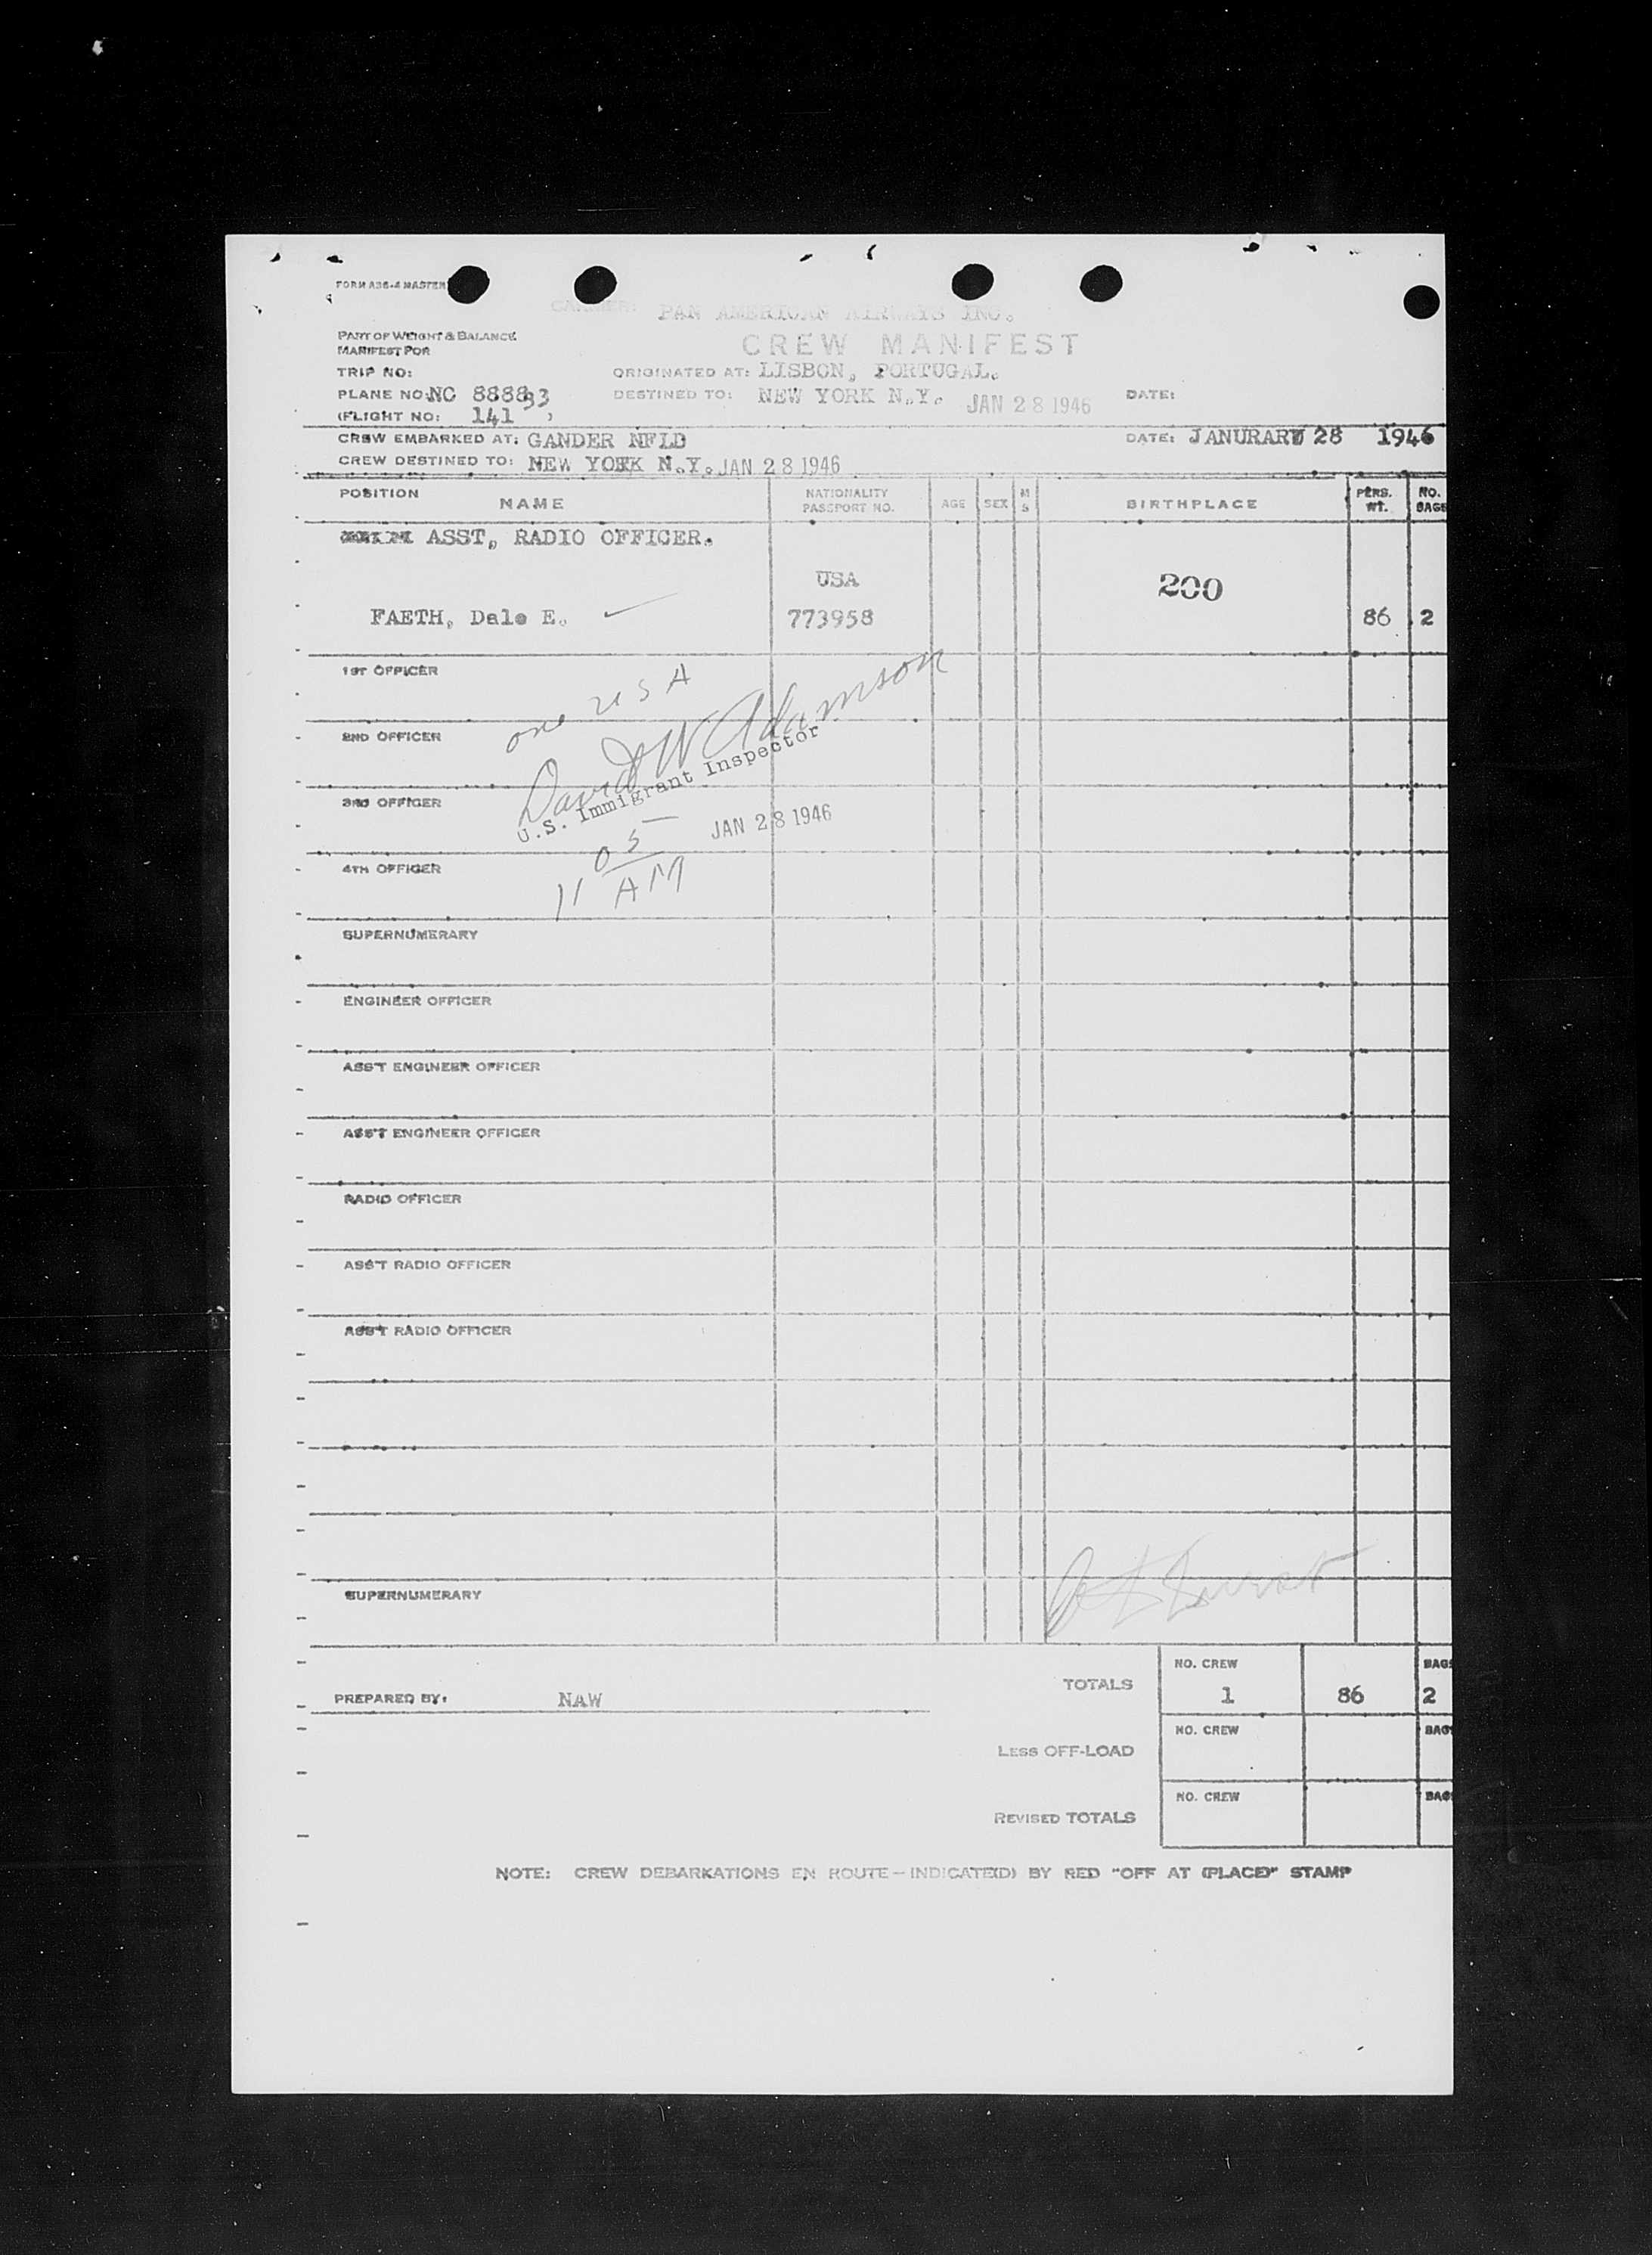 FORM A36-4 MASTER
CARRIER: PAN AMERICAN AIRWAYS INC.
PART OF WEIGHT & BALANCE
MANIFEST FOR
CREW MANIFEST
TRIP NO: ORIGINATED AT: LISBON, PORTUGAL.
PLANE NO: NC 88883 DESTINED TO: NEW YORK N.Y. JAN 28 1946 DATE:
(FLIGHT NO: 141 )
CREW EMBARKED AT: GANDER NFLD DATE: JANURARY 28 1946
CREW DESTINED TO: NEW YORK N.Y. JAN 28 1946
POSITION NAME NATIONALITY PASSPORT NO. AGE SEX M S BIRTHPLACE PERS. WT. NO. BAGS
ASST, RADIO OFFICER.
USA 200
FAETH, Dale E. 773958 86 2
1ST OFFICER
one USA
2ND OFFICER
David W Adamson
U.S. Immigrant Inspector
3RD OFFICER
JAN 28 1946
11 05 AM
4TH OFFICER
SUPERNUMERARY
ENGINEER OFFICER
ASS'T ENGINEER OFFICER
ASS'T ENGINEER OFFICER
RADIO OFFICER
ASS'T RADIO OFFICER
ASS'T RADIO OFFICER
SUPERNUMERARY
TOTALS NO. CREW 1 86 BAGS 2
PREPARED BY: NAW
LESS OFF-LOAD NO. CREW BAGS
REVISED TOTALS NO. CREW BAGS
NOTE: CREW DEBARKATIONS EN ROUTE - INDICATE(D) BY RED "OFF AT (PLACE)" STAMP